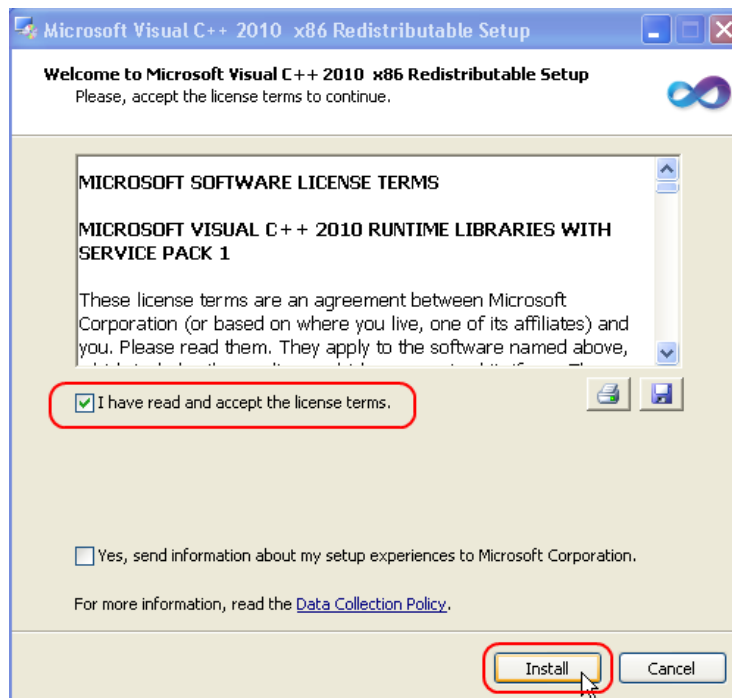 Microsoft Visual C++ 2010 x86 Redistributable Setup
Welcome to Microsoft Visual C++ 2010 x86 Redistributable Setup
Please, accept the license terms to continue.
MICROSOFT SOFTWARE LICENSE TERMS
MICROSOFT VISUAL C++ 2010 RUNTIME LIBRARIES WITH
SERVICE PACK 1
These license terms are an agreement between Microsoft
Corporation (or based on where you live, one of its affiliates) and
you. Please read them. They apply to the software named above,
I have read and accept the license terms.
Yes, send information about my setup experiences to Microsoft Corporation.
For more information, read the Data Collection Policy.
Install
Cancel